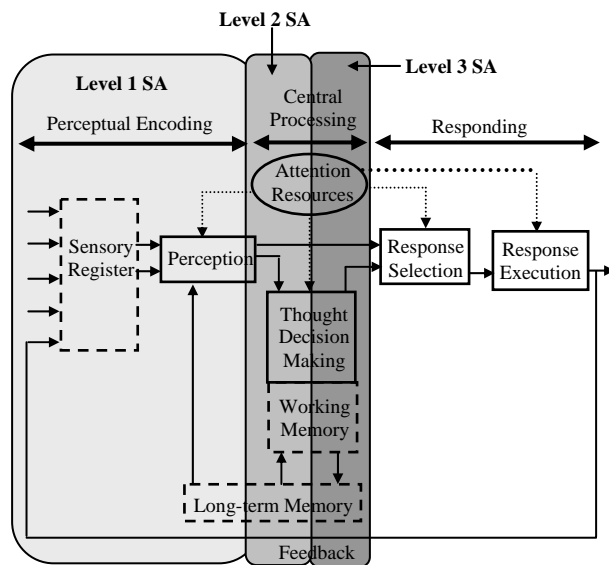 Level 2 SA
Level 1 SA
Level 3 SA
Perceptual Encoding
Central
Processing
Responding
Attention
Resources
Sensory
Register
Perception
Response
Selection
Response
Execution
Thought
Decision
Making
Working
Memory
Long-term Memory
Feedback